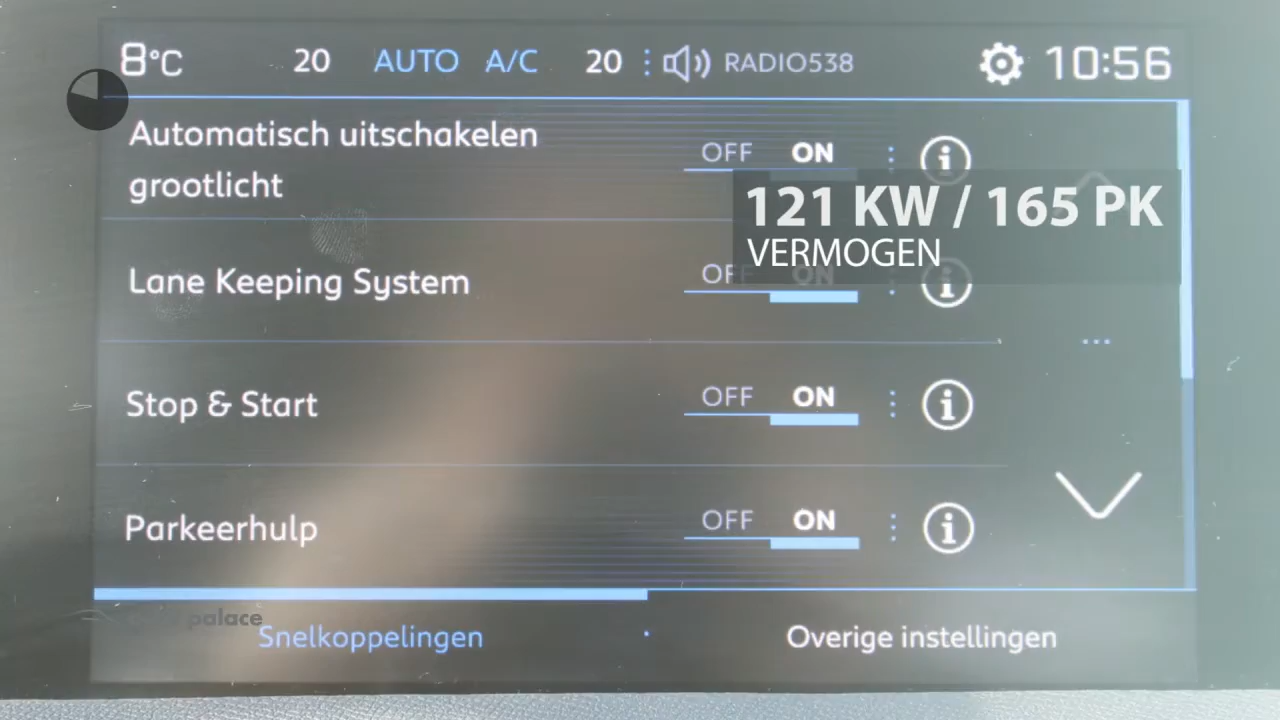 8°C 20 AUTO A/C 20 RADIO538 10:56
Automatisch uitschakelen
grootlicht
OFF ON
121 KW / 165 PK
VERMOGEN
Lane Keeping System OFF ON
Stop & Start OFF ON
Parkeerhulp OFF ON
palace
Snelkoppelingen Overige instellingen